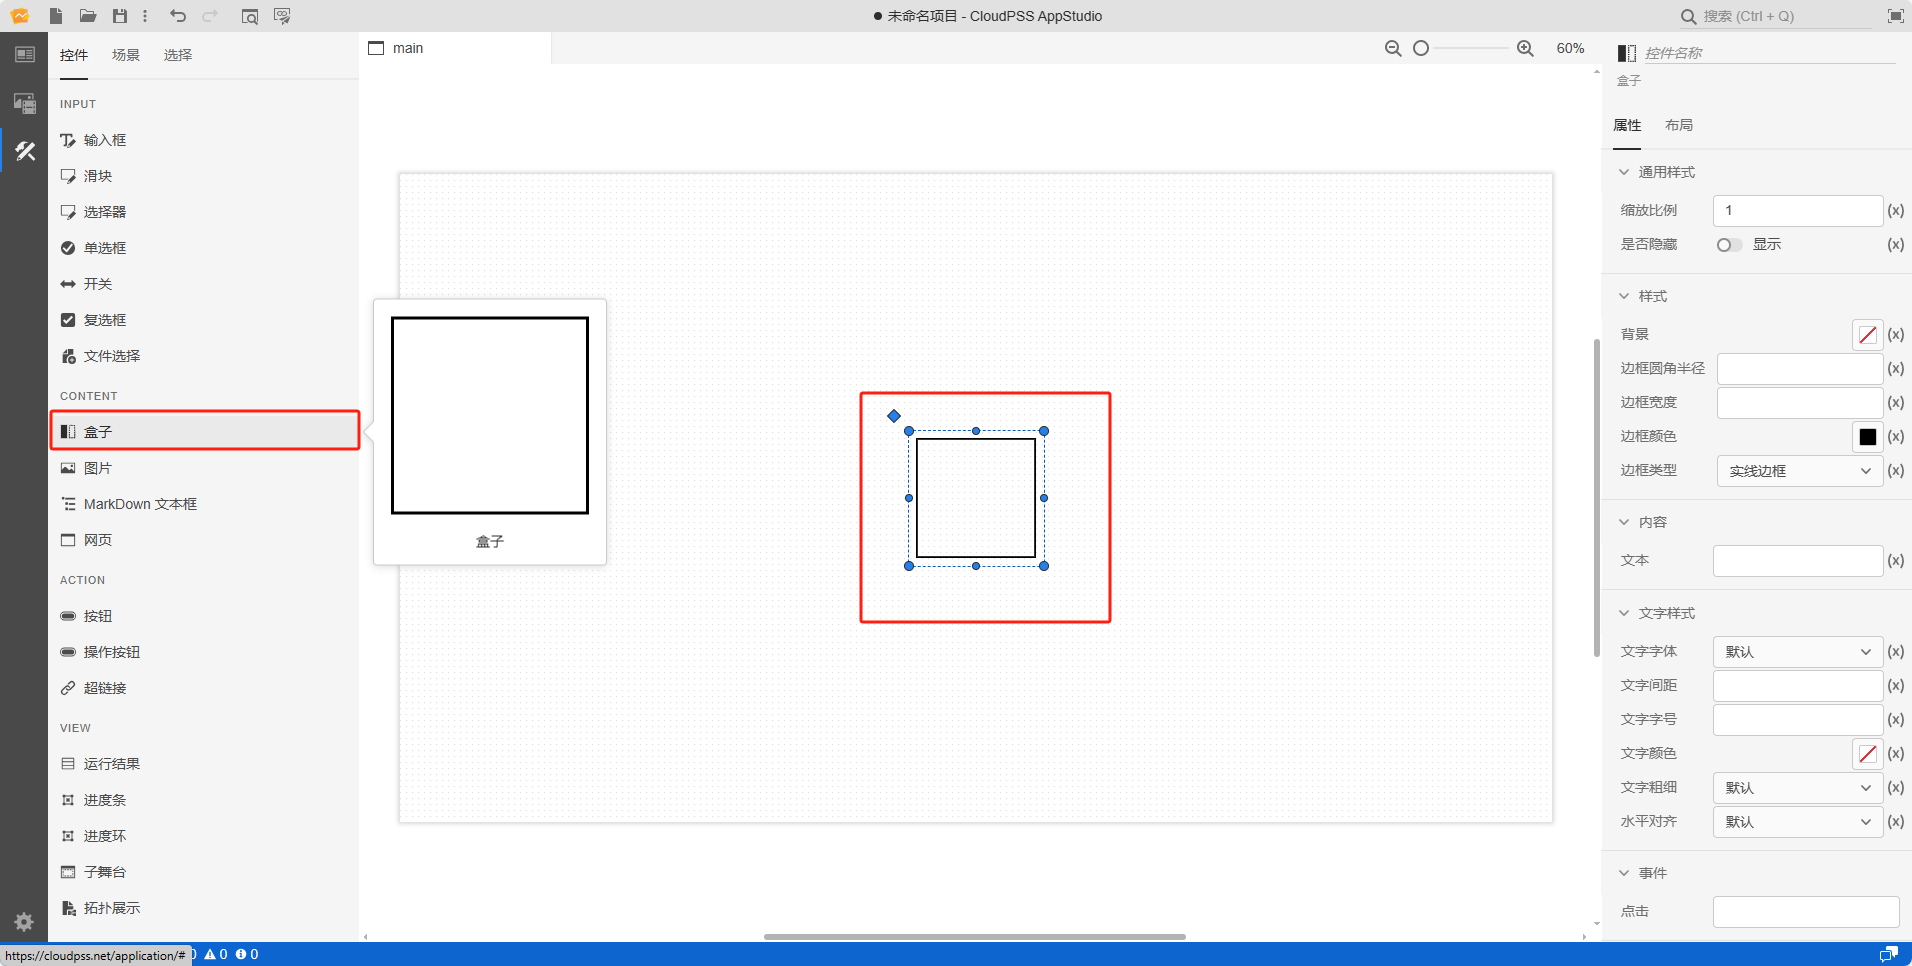 ● 未命名项目 - CloudPSS AppStudio
搜索 (Ctrl + Q)
控件 场景 选择
INPUT
输入框
滑块
选择器
单选框
开关
复选框
文件选择
CONTENT
盒子
图片
MarkDown 文本框
网页
ACTION
按钮
操作按钮
超链接
VIEW
运行结果
进度条
进度环
子舞台
拓扑展示
main
60%
盒子
控件名称
盒子
属性 布局
通用样式
缩放比例 1 (x)
是否隐藏 显示 (x)
样式
背景 (x)
边框圆角半径 (x)
边框宽度 (x)
边框颜色 (x)
边框类型 实线边框 (x)
内容
文本 (x)
文字样式
文字字体 默认 (x)
文字间距 (x)
文字字号 (x)
文字颜色 (x)
文字粗细 默认 (x)
水平对齐 默认 (x)
事件
点击
https://cloudpss.net/application/# 0 0 0